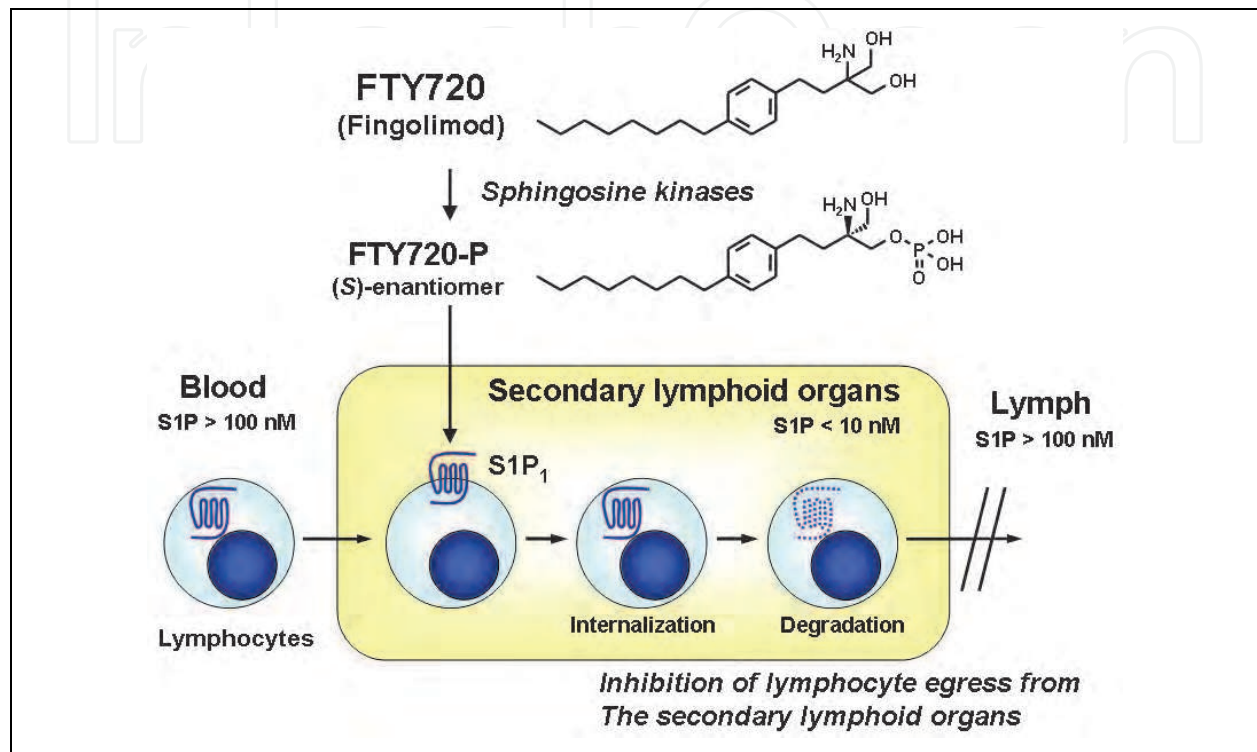 IntechOpen
FTY720
(Fingolimod)
H₂N
OH
OH
Sphingosine kinases
FTY720-P
(S)-enantiomer
H₂N
OH
O
P
OH
OH
O
Blood
S1P > 100 nM
Secondary lymphoid organs
S1P < 10 nM
Lymph
S1P > 100 nM
S1P₁
Lymphocytes
Internalization
Degradation
Inhibition of lymphocyte egress from
The secondary lymphoid organs